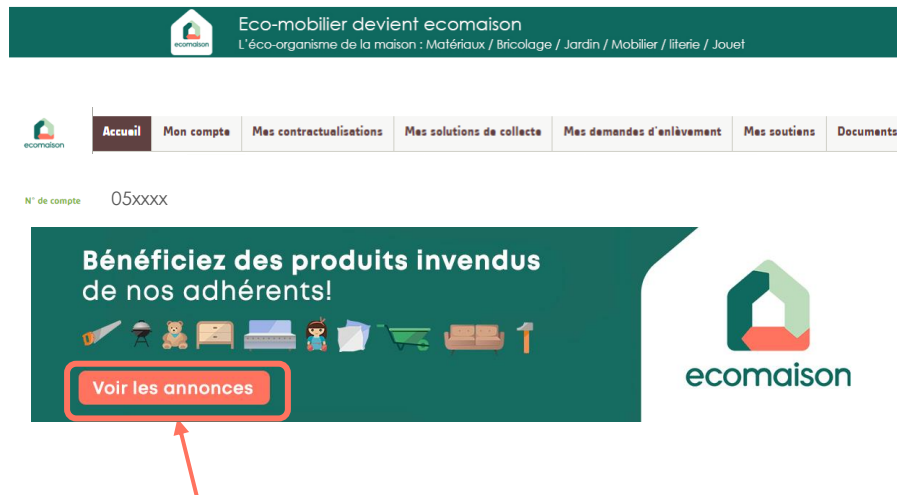 ecomaison
Eco-mobilier devient ecomaison
L'éco-organisme de la maison : Matériaux / Bricolage / Jardin / Mobilier / literie / Jouet
ecomaison
Accueil
Mon compte
Mes contractualisations
Mes solutions de collecte
Mes demandes d'enlèvement
Mes soutiens
Documents
N° de compte
05xxxx
Bénéficiez des produits invendus
de nos adhérents!
Voir les annonces
ecomaison